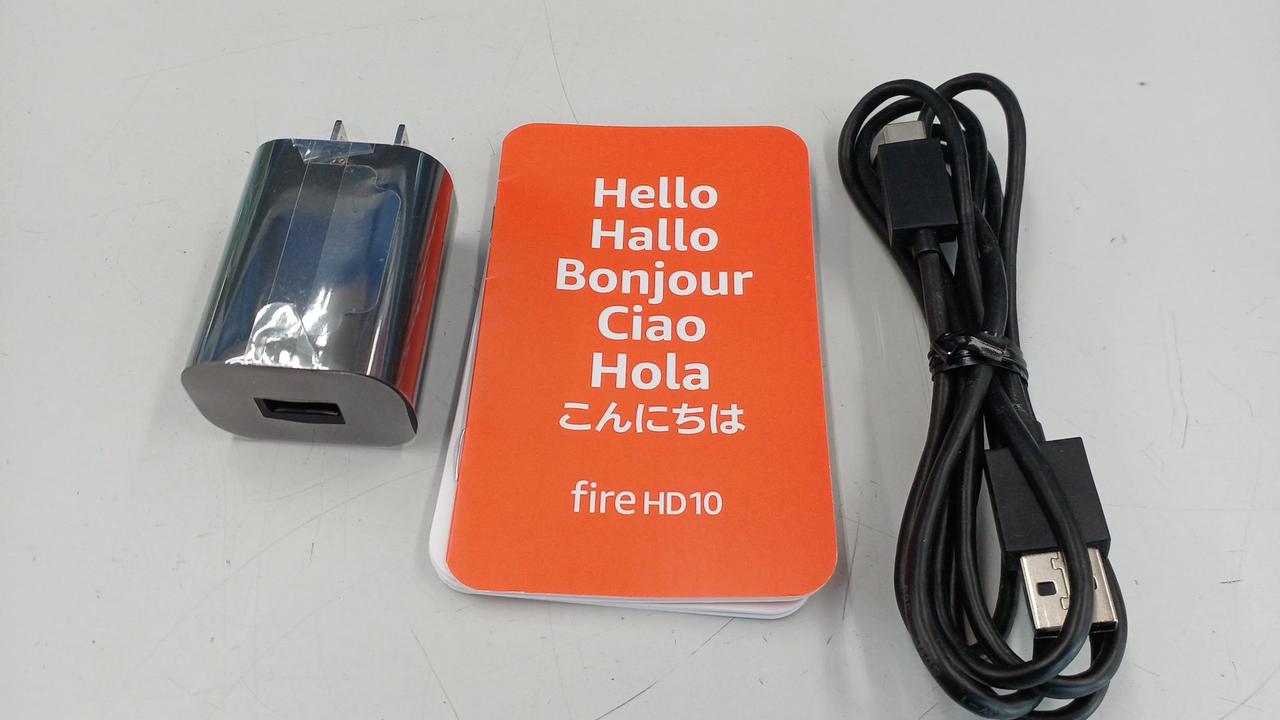 Hello
Hallo
Bonjour
Ciao
Hola
こんにちは
fire HD10